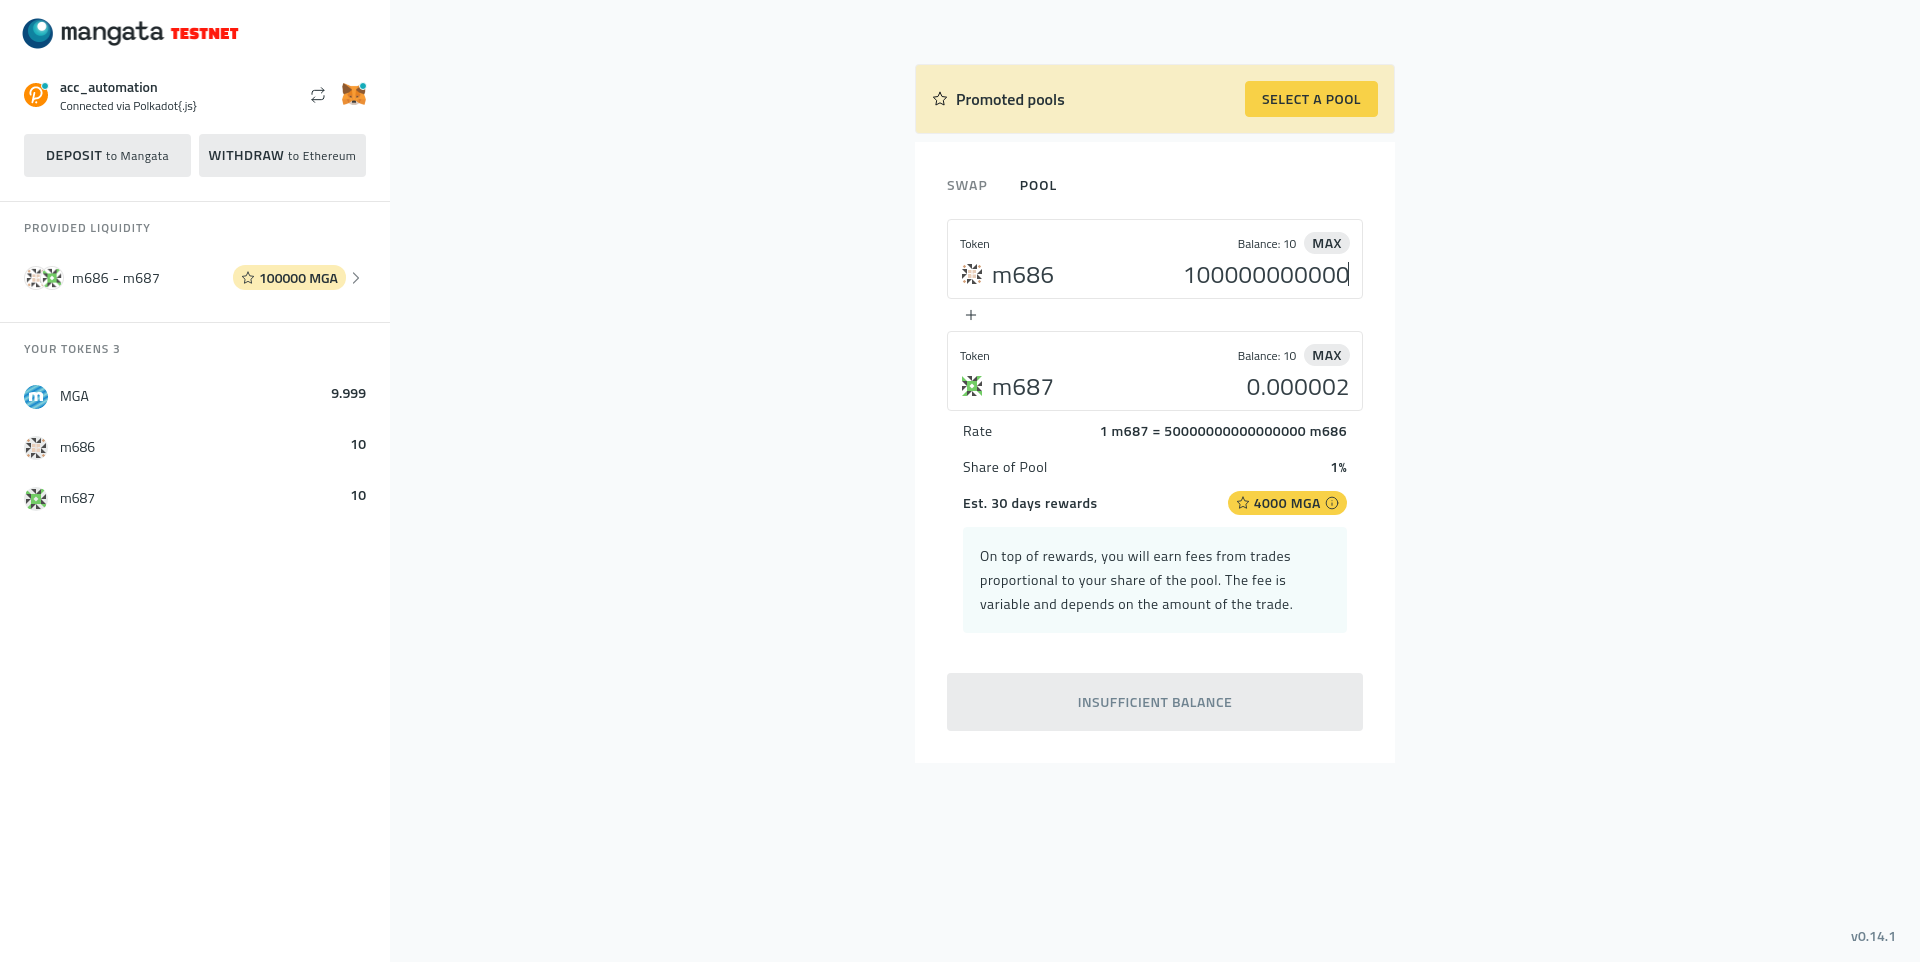 mangata TESTNET
acc_automation
Connected via Polkadot{.js}
DEPOSIT to Mangata
WITHDRAW to Ethereum
PROVIDED LIQUIDITY
m686 - m687
100000 MGA
YOUR TOKENS 3
MGA
9.999
m686
10
m687
10
Promoted pools
SELECT A POOL
SWAP
POOL
Token
Balance: 10
MAX
m686
100000000000
Token
Balance: 10
MAX
m687
0.000002
Rate
1 m687 = 50000000000000000 m686
Share of Pool
1%
Est. 30 days rewards
4000 MGA
On top of rewards, you will earn fees from trades
proportional to your share of the pool. The fee is
variable and depends on the amount of the trade.
INSUFFICIENT BALANCE
v0.14.1